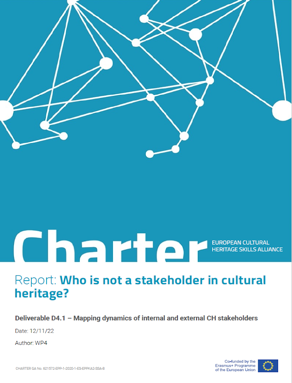 Charter
EUROPEAN CULTURAL
HERITAGE SKILLS ALLIANCE
Report: Who is not a stakeholder in cultural
heritage?
Deliverable D4.1 – Mapping dynamics of internal and external CH stakeholders
Date: 12/11/22
Author: WP4
Co-funded by the
Erasmus+ Programme
of the European Union